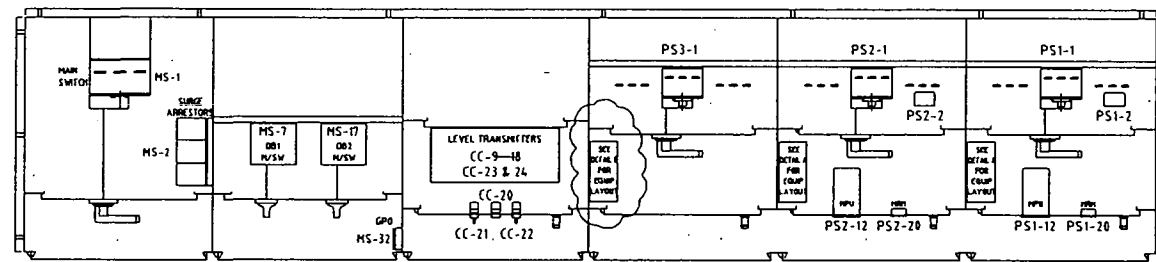 PS3-1
PS2-1
PS1-1
MAIN
SWITCH
MS-1
SURGE
ARRESTORS
MS-2
MS-7
DB1
M/SW
MS-17
DB2
M/SW
LEVEL TRANSMITTERS
CC-9-18
CC-23 & 24
CC-20
CC-21, CC-22
GPO
MS-32
SEE
DETAIL
FOR
EQUIP
LAYOUT
PS2-2
SEE
DETAIL A
FOR
EQUIP
LAYOUT
MPU
PS2-12
MRM
PS2-20
PS1-2
SEE
DETAIL A
FOR
EQUIP
LAYOUT
MPU
PS1-12
MRM
PS1-20